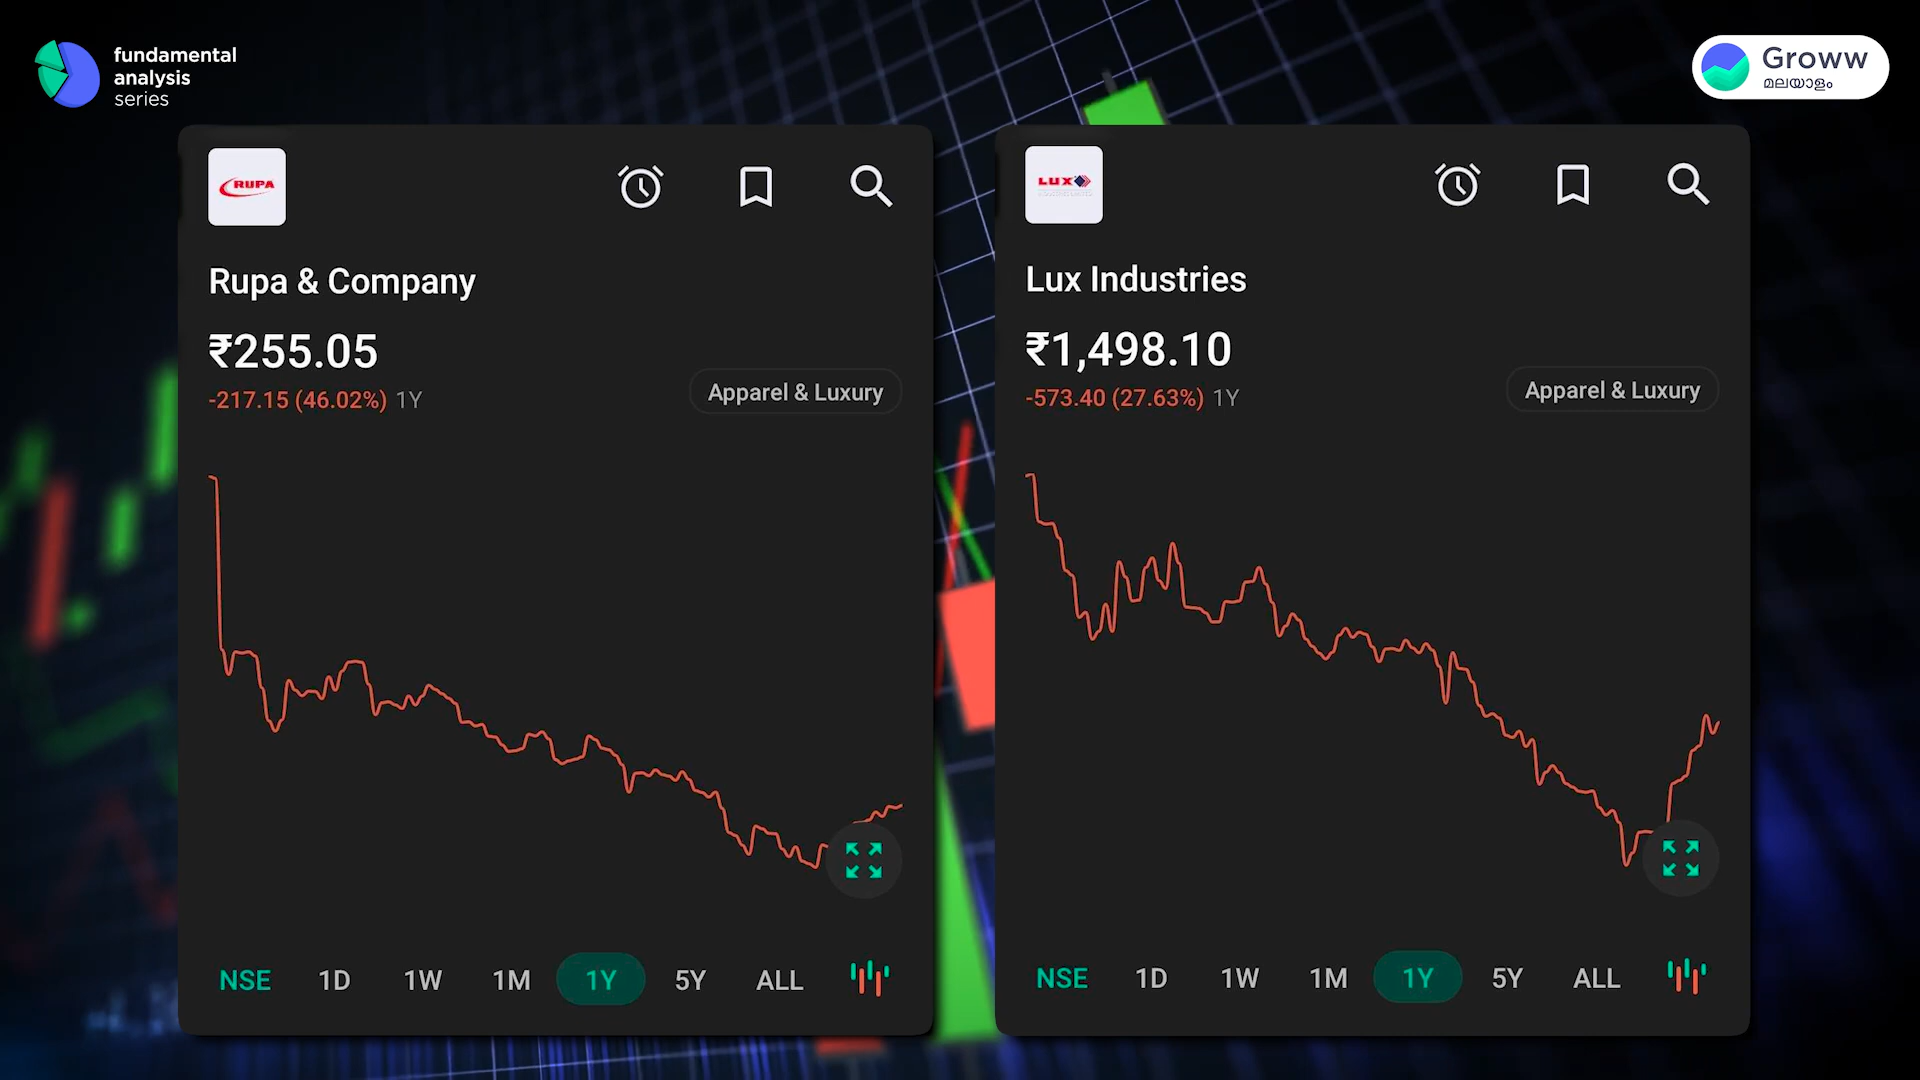 fundamental
analysis
series
Groww
മലയാളം
RUPA
Rupa & Company
₹255.05
-217.15 (46.02%) 1Y
Apparel & Luxury
NSE 1D 1W 1M 1Y 5Y ALL
LUX
Lux Industries
₹1,498.10
-573.40 (27.63%) 1Y
Apparel & Luxury
NSE 1D 1W 1M 1Y 5Y ALL